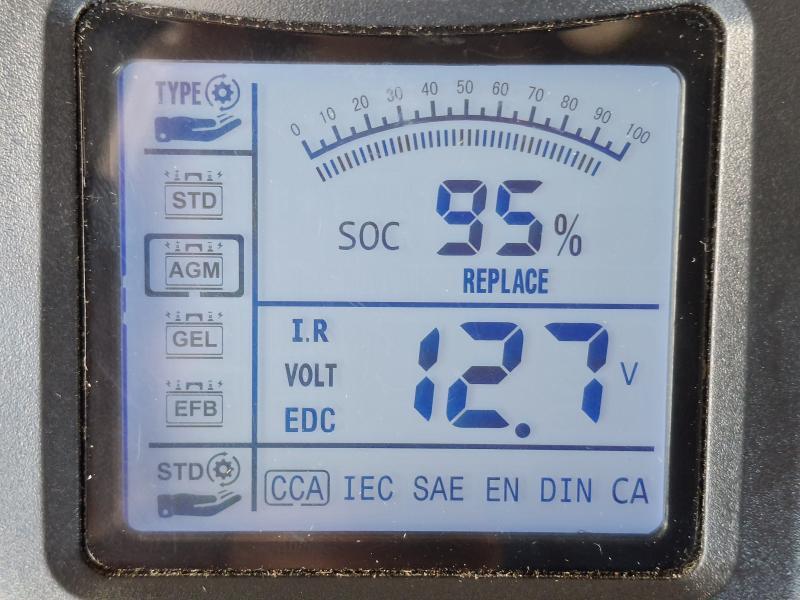 TYPE
STD
AGM
GEL
EFB
STD
0 10 20 30 40 50 60 70 80 90 100
SOC 95 %
REPLACE
I.R
VOLT
EDC
12.7 V
CCA IEC SAE EN DIN CA